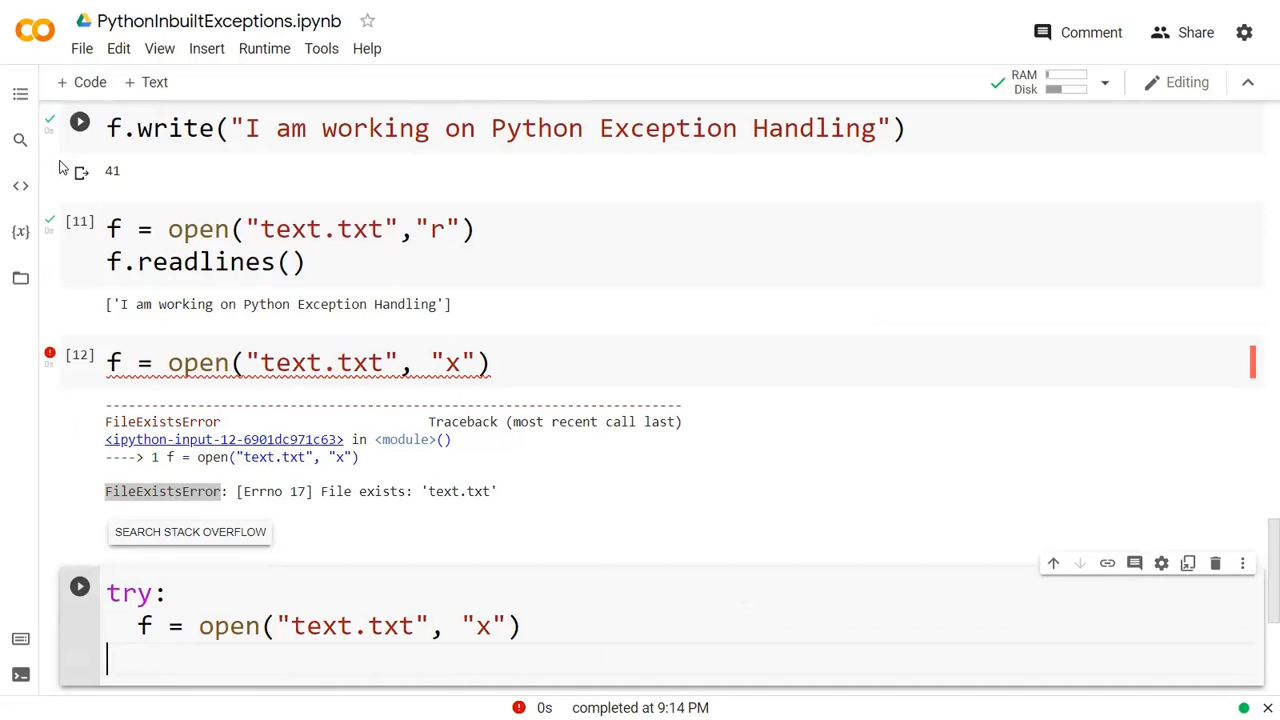 PythonInbuiltExceptions.ipynb
File Edit View Insert Runtime Tools Help
Comment Share
+ Code + Text
RAM
Disk
Editing
0s
f.write("I am working on Python Exception Handling")
41
[11]
0s
f = open("text.txt","r")
f.readlines()
['I am working on Python Exception Handling']
[12]
0s
f = open("text.txt", "x")
---------------------------------------------------------------------------
FileExistsError Traceback (most recent call last)
<ipython-input-12-6901dc971c63> in <module>()
----> 1 f = open("text.txt", "x")
FileExistsError: [Errno 17] File exists: 'text.txt'
SEARCH STACK OVERFLOW
try:
f = open("text.txt", "x")
0s completed at 9:14 PM